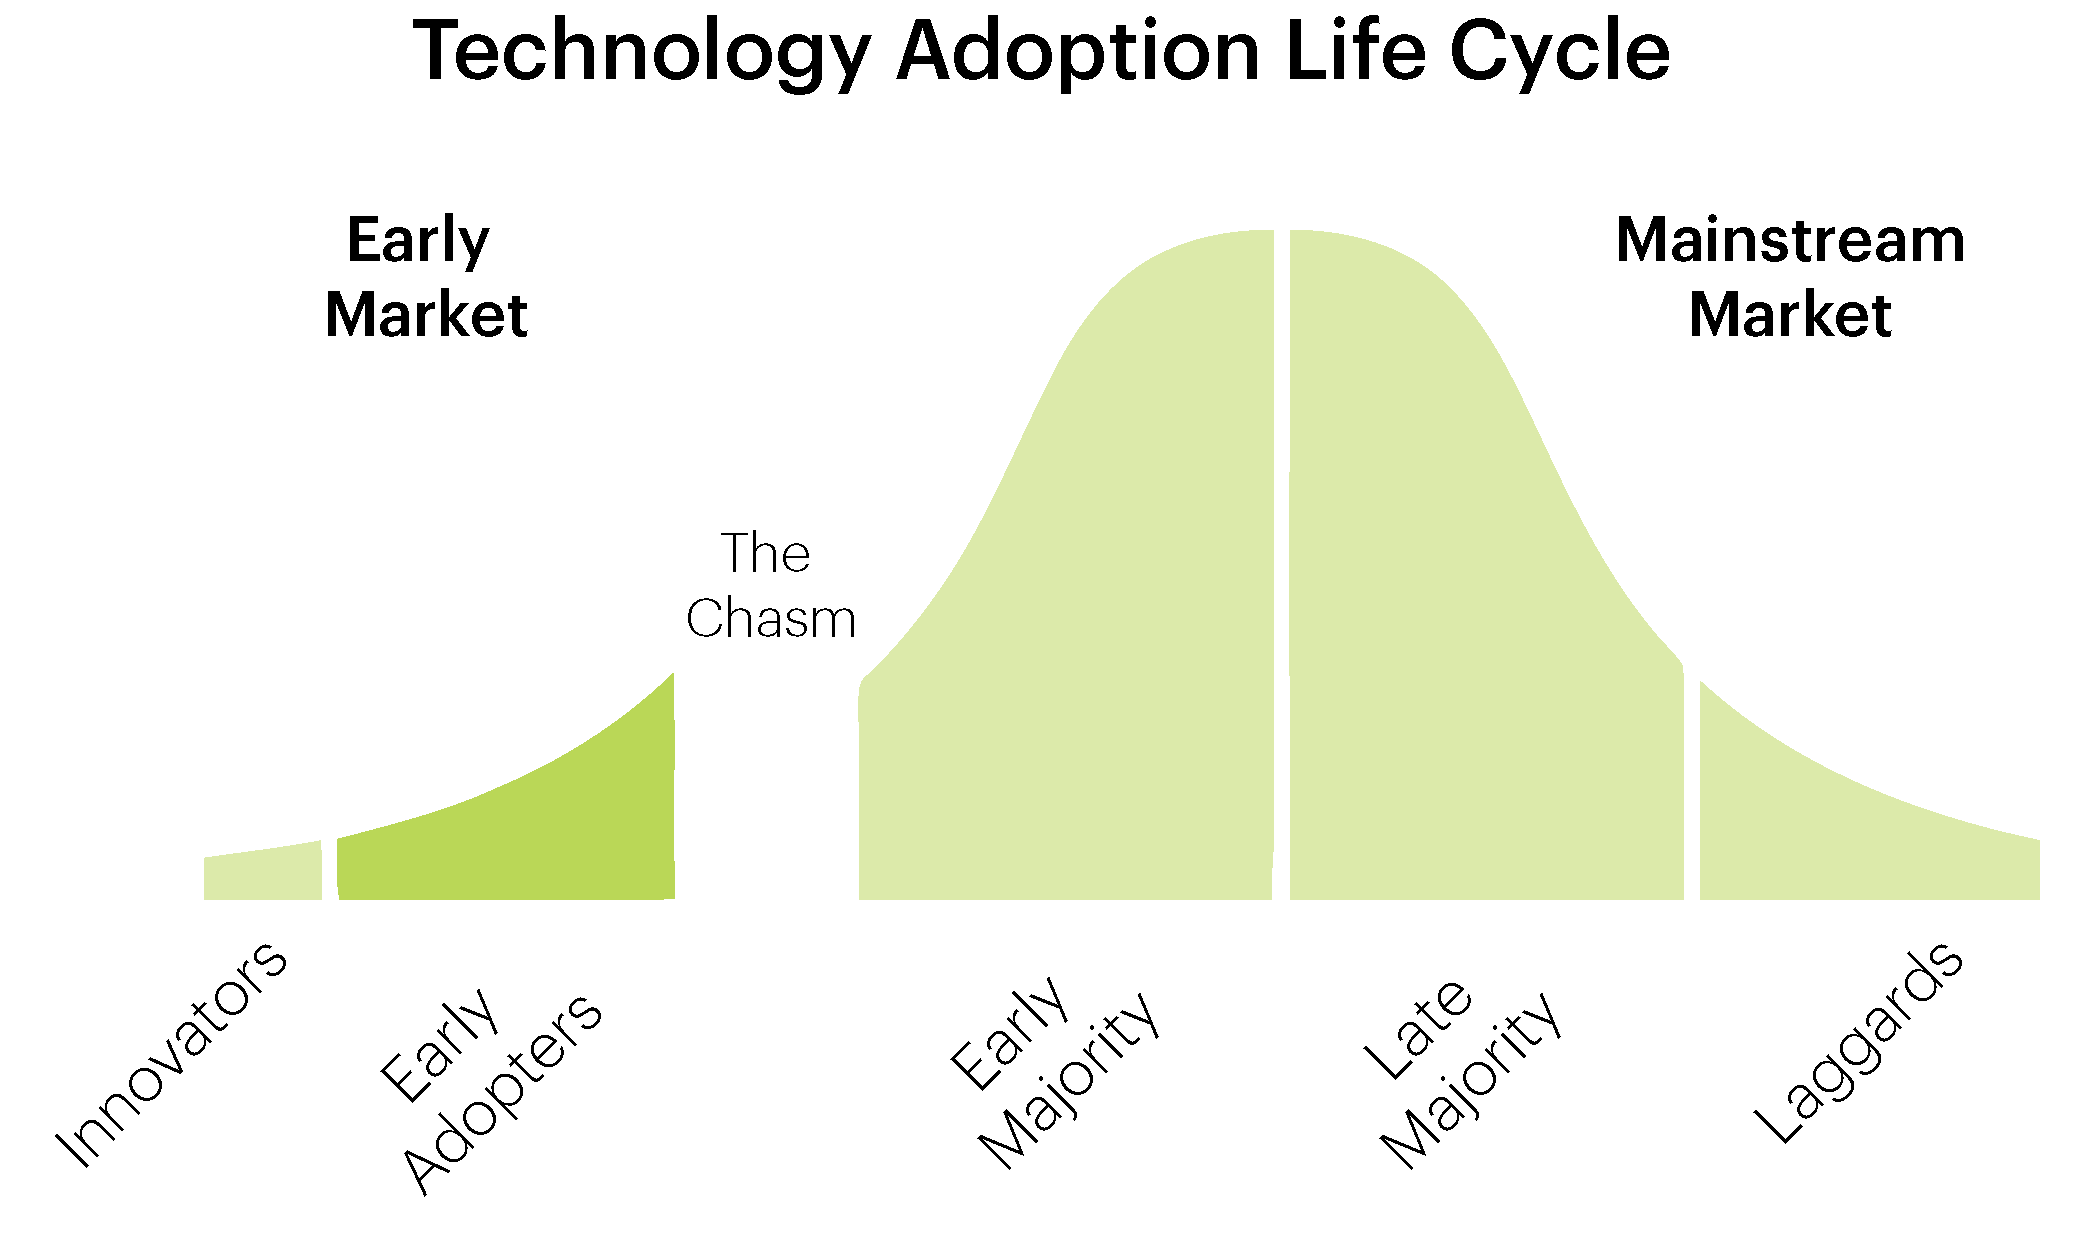 Technology Adoption Life Cycle
Early
Market
Mainstream
Market
The
Chasm
Innovators
Early
Adopters
Early
Majority
Late
Majority
Laggards